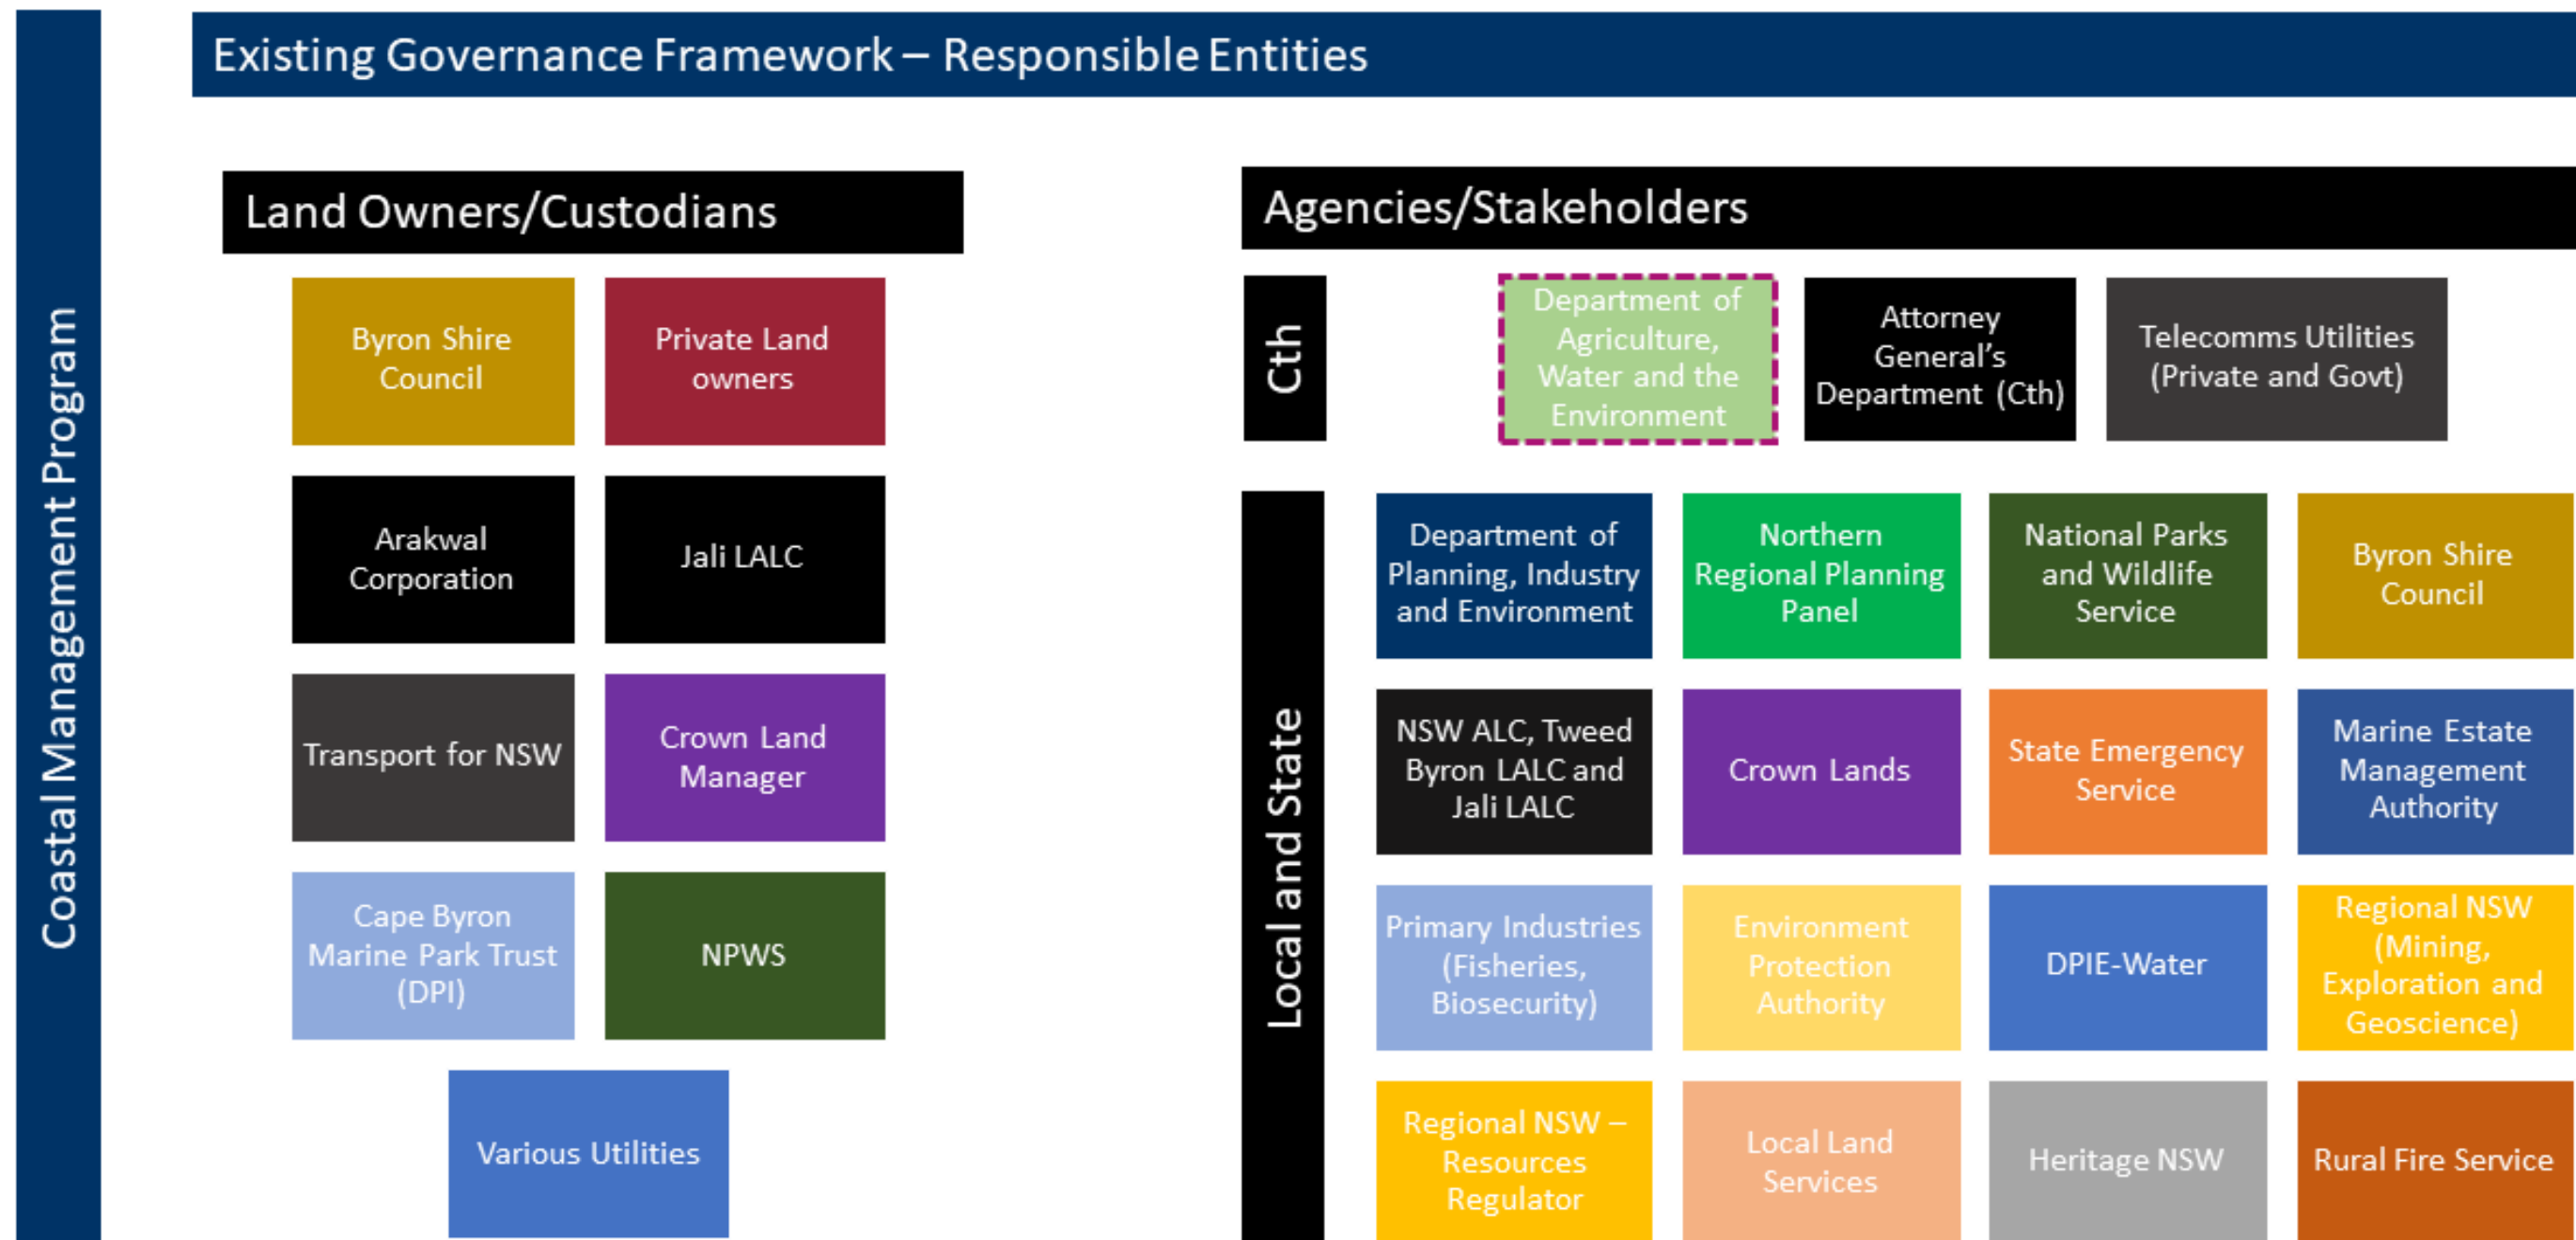 Coastal Management Program
Existing Governance Framework – Responsible Entities
Land Owners/Custodians
Byron Shire
Council
Private Land
owners
Arakwal
Corporation
Jali LALC
Transport for NSW
Crown Land
Manager
Cape Byron
Marine Park Trust
(DPI)
NPWS
Various Utilities
Agencies/Stakeholders
Cth
Department of
Agriculture,
Water and the
Environment
Attorney
General’s
Department (Cth)
Telecomms Utilities
(Private and Govt)
Local and State
Department of
Planning, Industry
and Environment
Northern
Regional Planning
Panel
National Parks
and Wildlife
Service
Byron Shire
Council
NSW ALC, Tweed
Byron LALC and
Jali LALC
Crown Lands
State Emergency
Service
Marine Estate
Management
Authority
Primary Industries
(Fisheries,
Biosecurity)
Environment
Protection
Authority
DPIE-Water
Regional NSW
(Mining,
Exploration and
Geoscience)
Regional NSW –
Resources
Regulator
Local Land
Services
Heritage NSW
Rural Fire Service